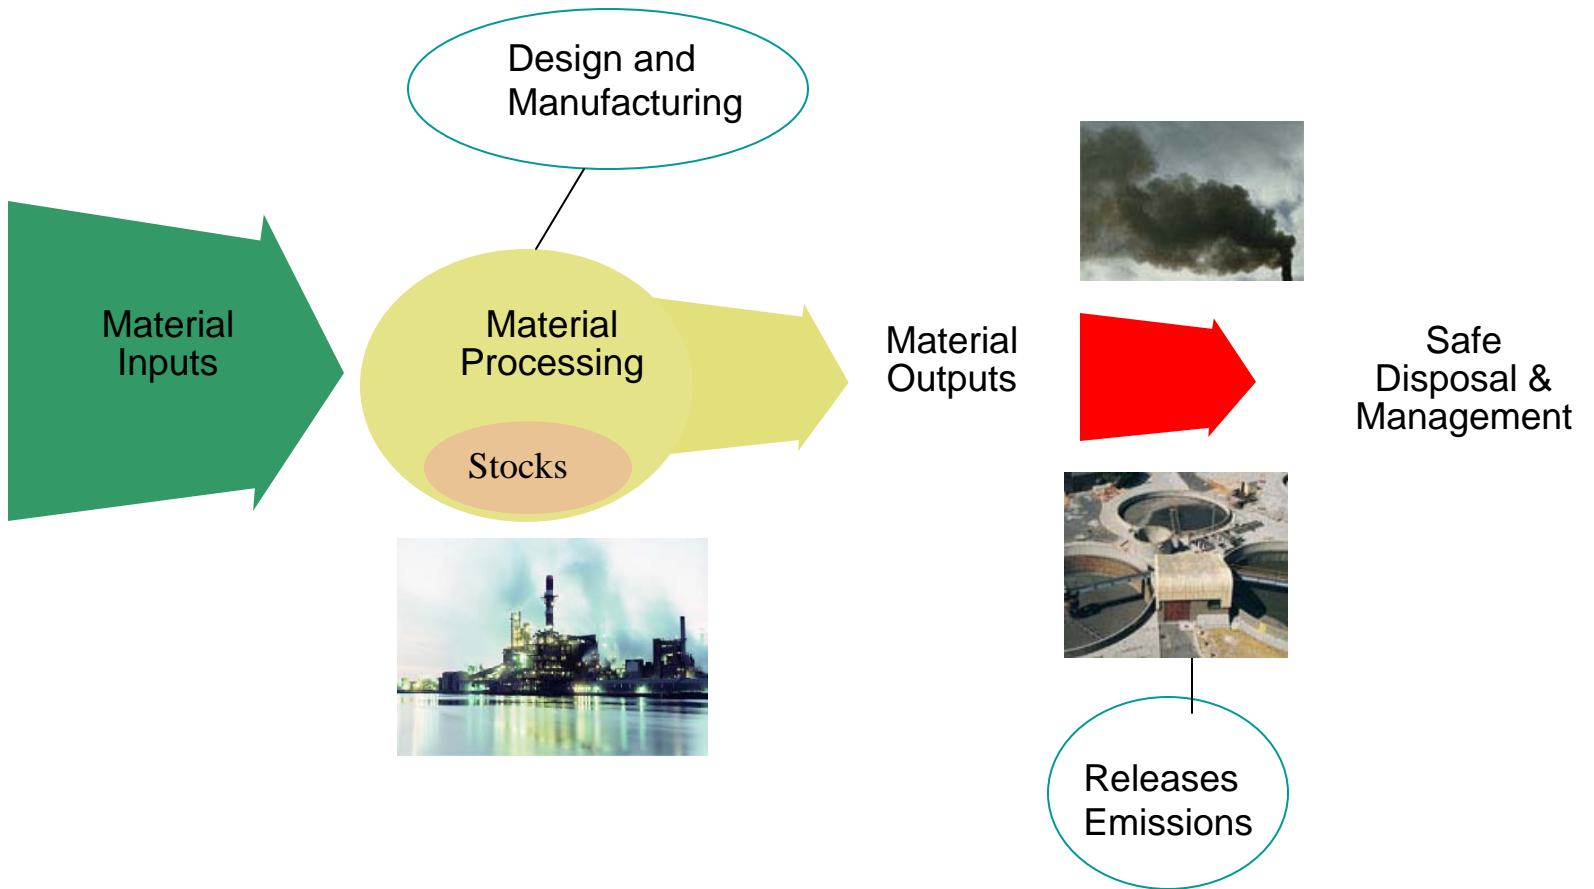 Design and
Manufacturing
Material
Inputs
Material
Processing
Stocks
Material
Outputs
Safe
Disposal &
Management
Releases
Emissions